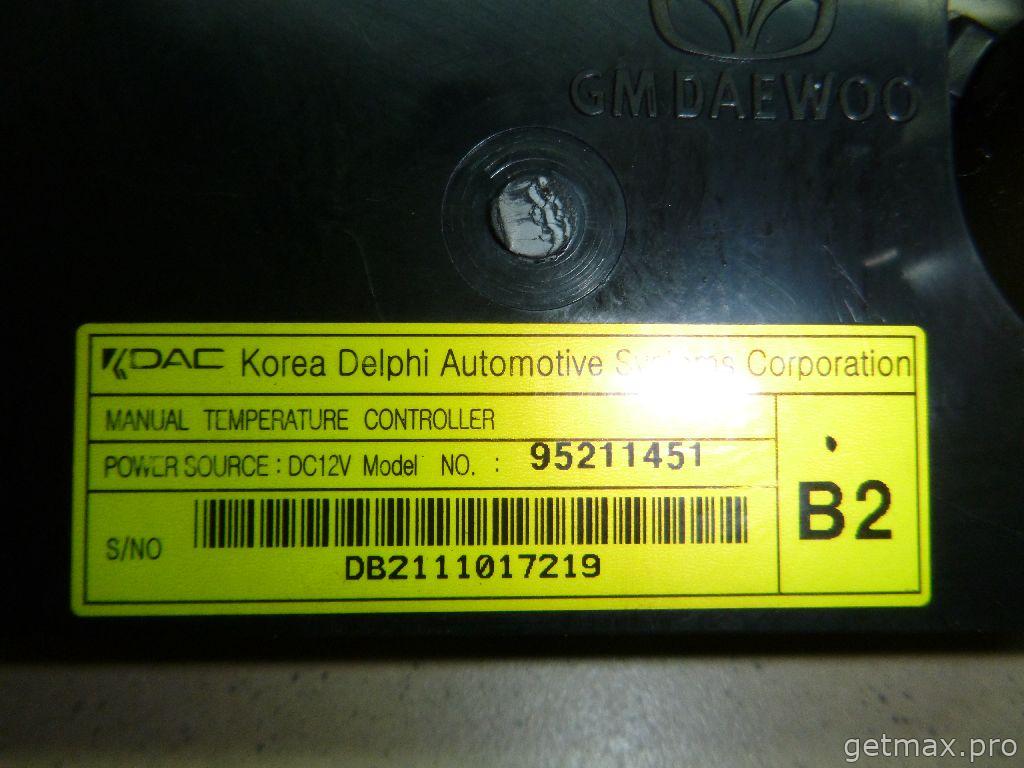 GM DAEWOO
KDAC Korea Delphi Automotive Systems Corporation
MANUAL TEMPERATURE CONTROLLER
POWER SOURCE : DC12V Model NO. : 95211451
B2
S/NO
DB2111017219
getmax.pro